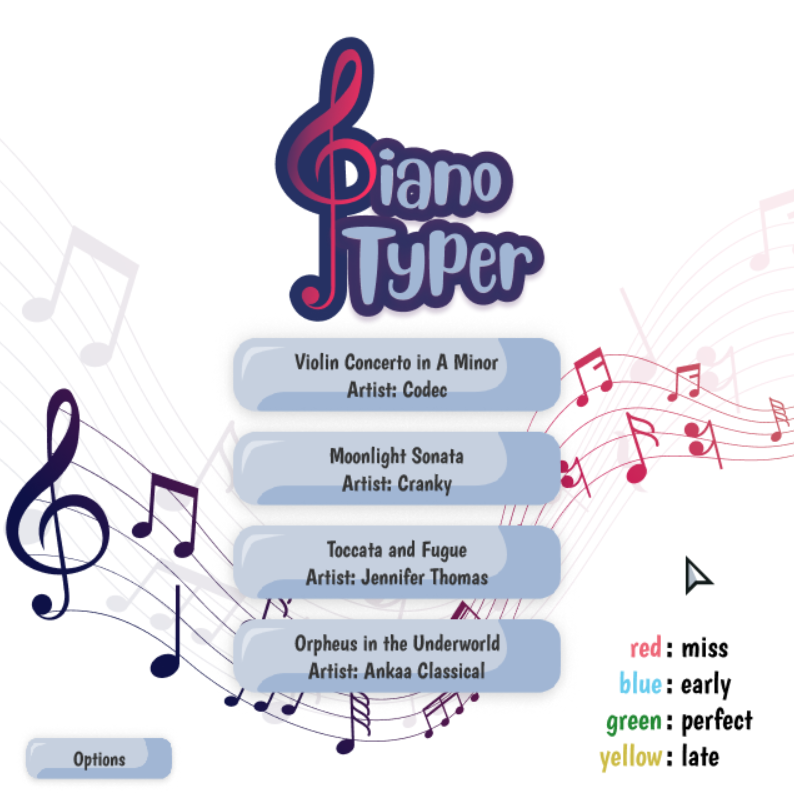 Piano
Typer
Violin Concerto in A Minor
Artist: Codec
Moonlight Sonata
Artist: Cranky
Toccata and Fugue
Artist: Jennifer Thomas
Orpheus in the Underworld
Artist: Ankaa Classical
red: miss
blue: early
green: perfect
yellow: late
Options